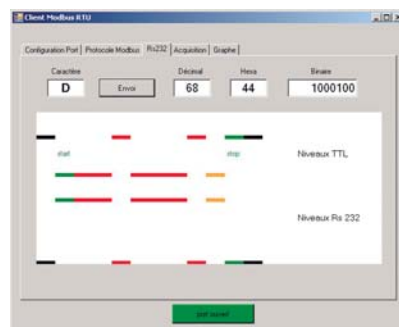 Client Modbus RTU
Configuration Port Protocole Modbus Rs232 Acquisition Graphe
Caractère Décimal Hexa Binaire
D Envoi 68 44 1000100
start stop Niveaux TTL
Niveaux Rs 232
port ouvert